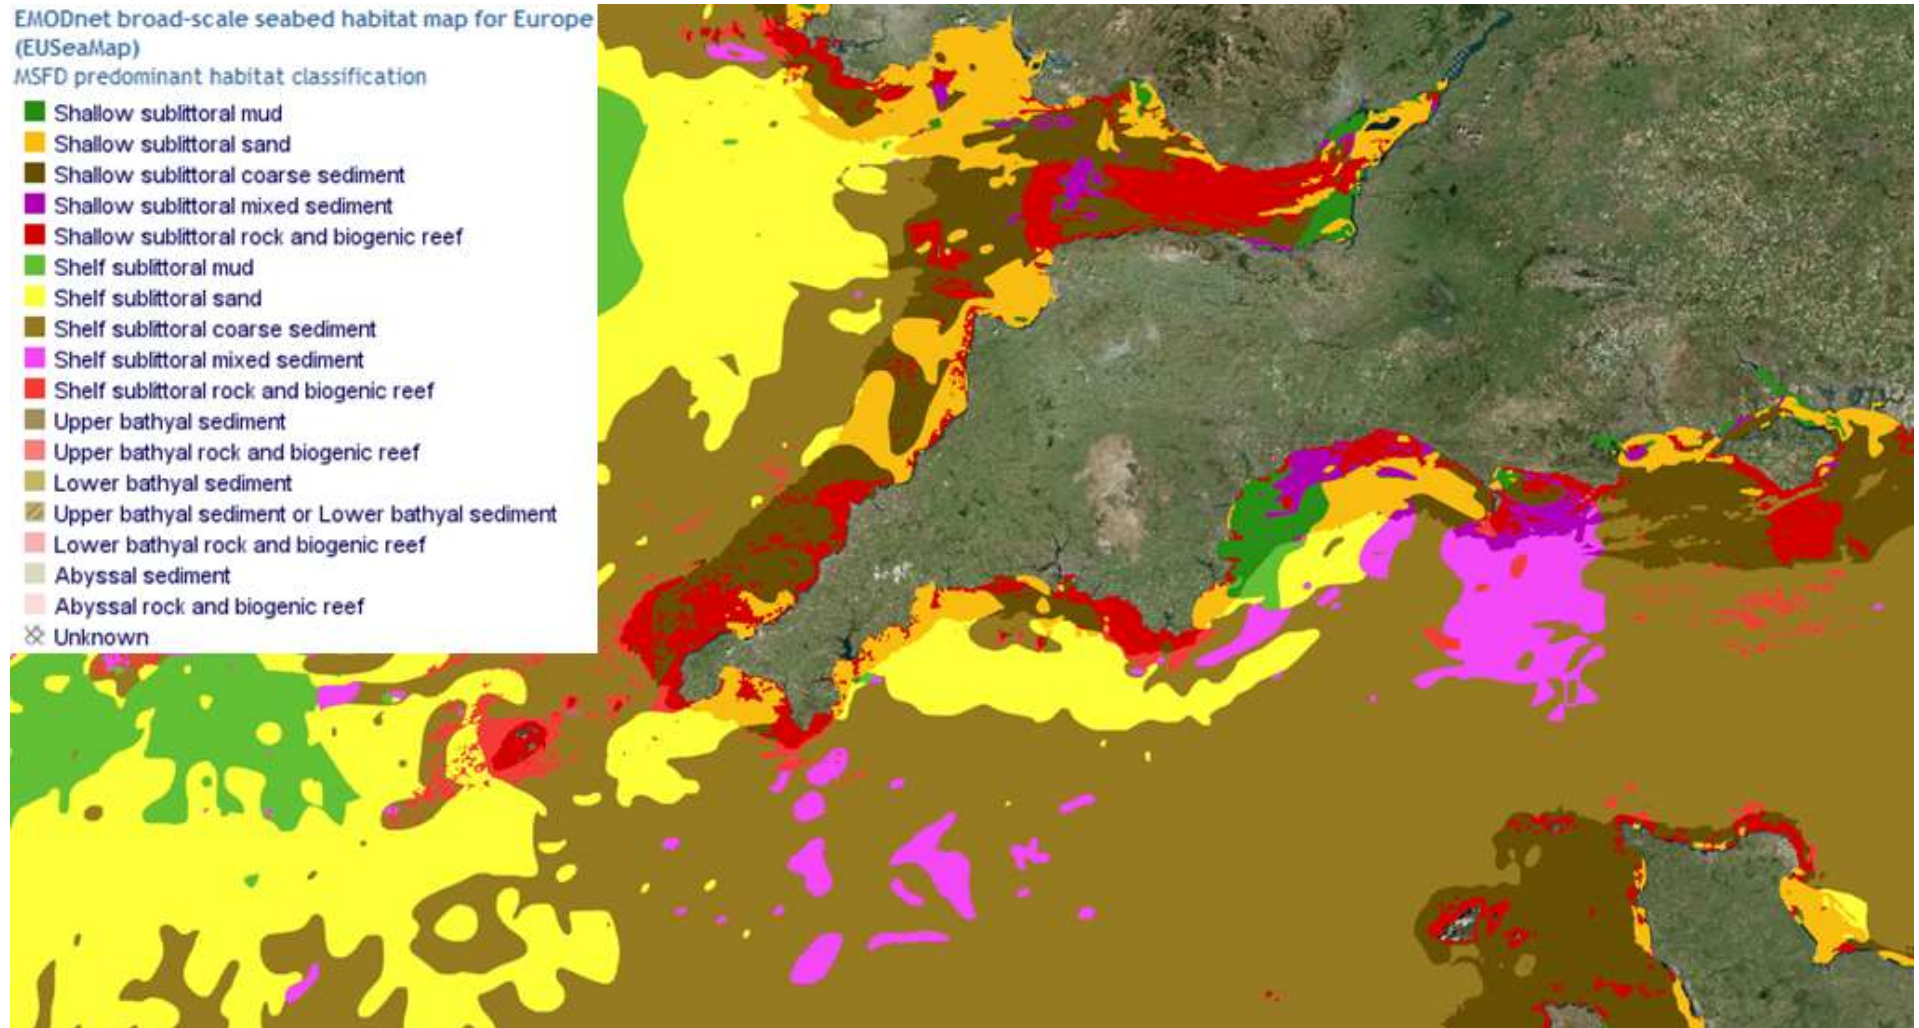 EMODnet broad-scale seabed habitat map for Europe
(EUSeaMap)
MSFD predominant habitat classification
Shallow sublittoral mud
Shallow sublittoral sand
Shallow sublittoral coarse sediment
Shallow sublittoral mixed sediment
Shallow sublittoral rock and biogenic reef
Shelf sublittoral mud
Shelf sublittoral sand
Shelf sublittoral coarse sediment
Shelf sublittoral mixed sediment
Shelf sublittoral rock and biogenic reef
Upper bathyal sediment
Upper bathyal rock and biogenic reef
Lower bathyal sediment
Upper bathyal sediment or Lower bathyal sediment
Lower bathyal rock and biogenic reef
Abyssal sediment
Abyssal rock and biogenic reef
Unknown